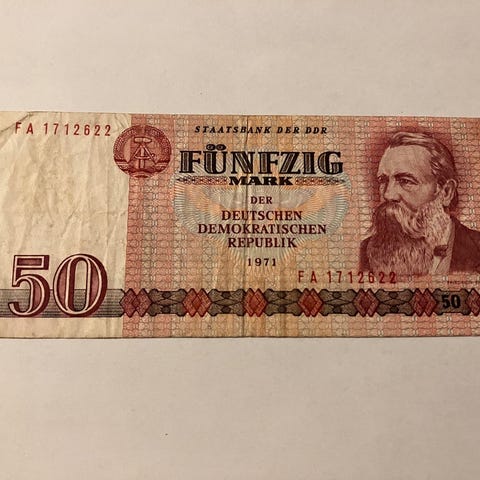 FA 1712622
STAATSBANK DER DDR
FÜNFZIG
MARK
DER
DEUTSCHEN
DEMOKRATISCHEN
REPUBLIK
1971
FA 1712622
50
50